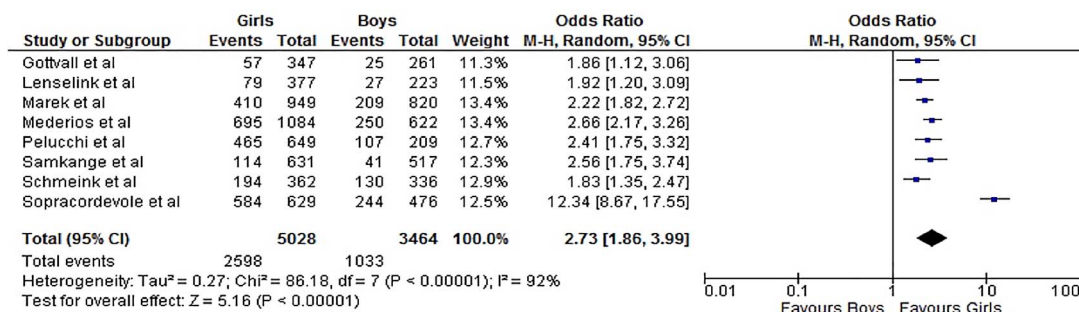 Girls Boys Odds Ratio Odds Ratio
Study or Subgroup Events Total Events Total Weight M-H, Random, 95% CI M-H, Random, 95% CI
Gottvall et al 57 347 25 261 11.3% 1.86 [1.12, 3.06]
Lenselink et al 79 377 27 223 11.5% 1.92 [1.20, 3.09]
Marek et al 410 949 209 820 13.4% 2.22 [1.82, 2.72]
Mederios et al 695 1084 250 622 13.4% 2.66 [2.17, 3.26]
Pelucchi et al 465 649 107 209 12.7% 2.41 [1.75, 3.32]
Samkange et al 114 631 41 517 12.3% 2.56 [1.75, 3.74]
Schmeink et al 194 362 130 336 12.9% 1.83 [1.35, 2.47]
Sopracordevole et al 584 629 244 476 12.5% 12.34 [8.67, 17.55]
Total (95% CI) 5028 3464 100.0% 2.73 [1.86, 3.99]
Total events 2598 1033
Heterogeneity: Tau² = 0.27; Chi² = 86.18, df = 7 (P < 0.00001); I² = 92%
Test for overall effect: Z = 5.16 (P < 0.00001)
0.01 0.1 1 10 100
Favours Boys Favours Girls